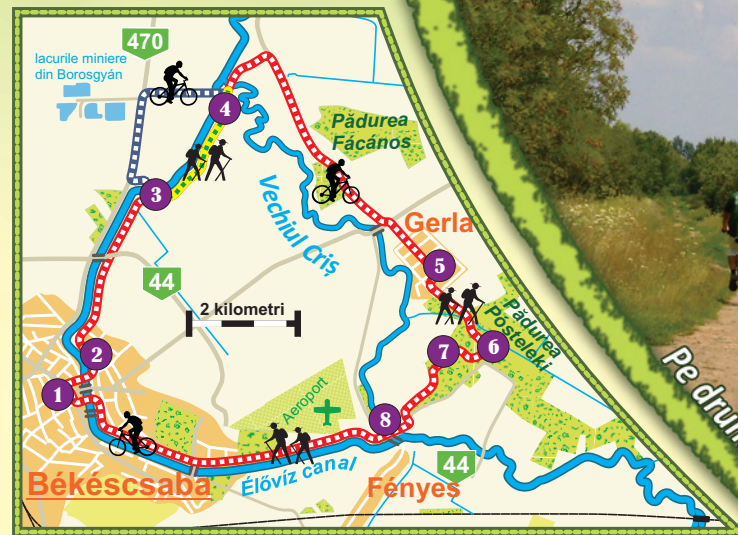 470
lacurile miniere
din Borosgyán
4
Pădurea
Fácános
3
Vechiul Criș
Gerla
5
44
2 kilometri
Pădurea
Pósteleki
2
7
6
1
Aeroport
8
Békéscsaba
Élővíz canal
Fényes
44
Pe drum